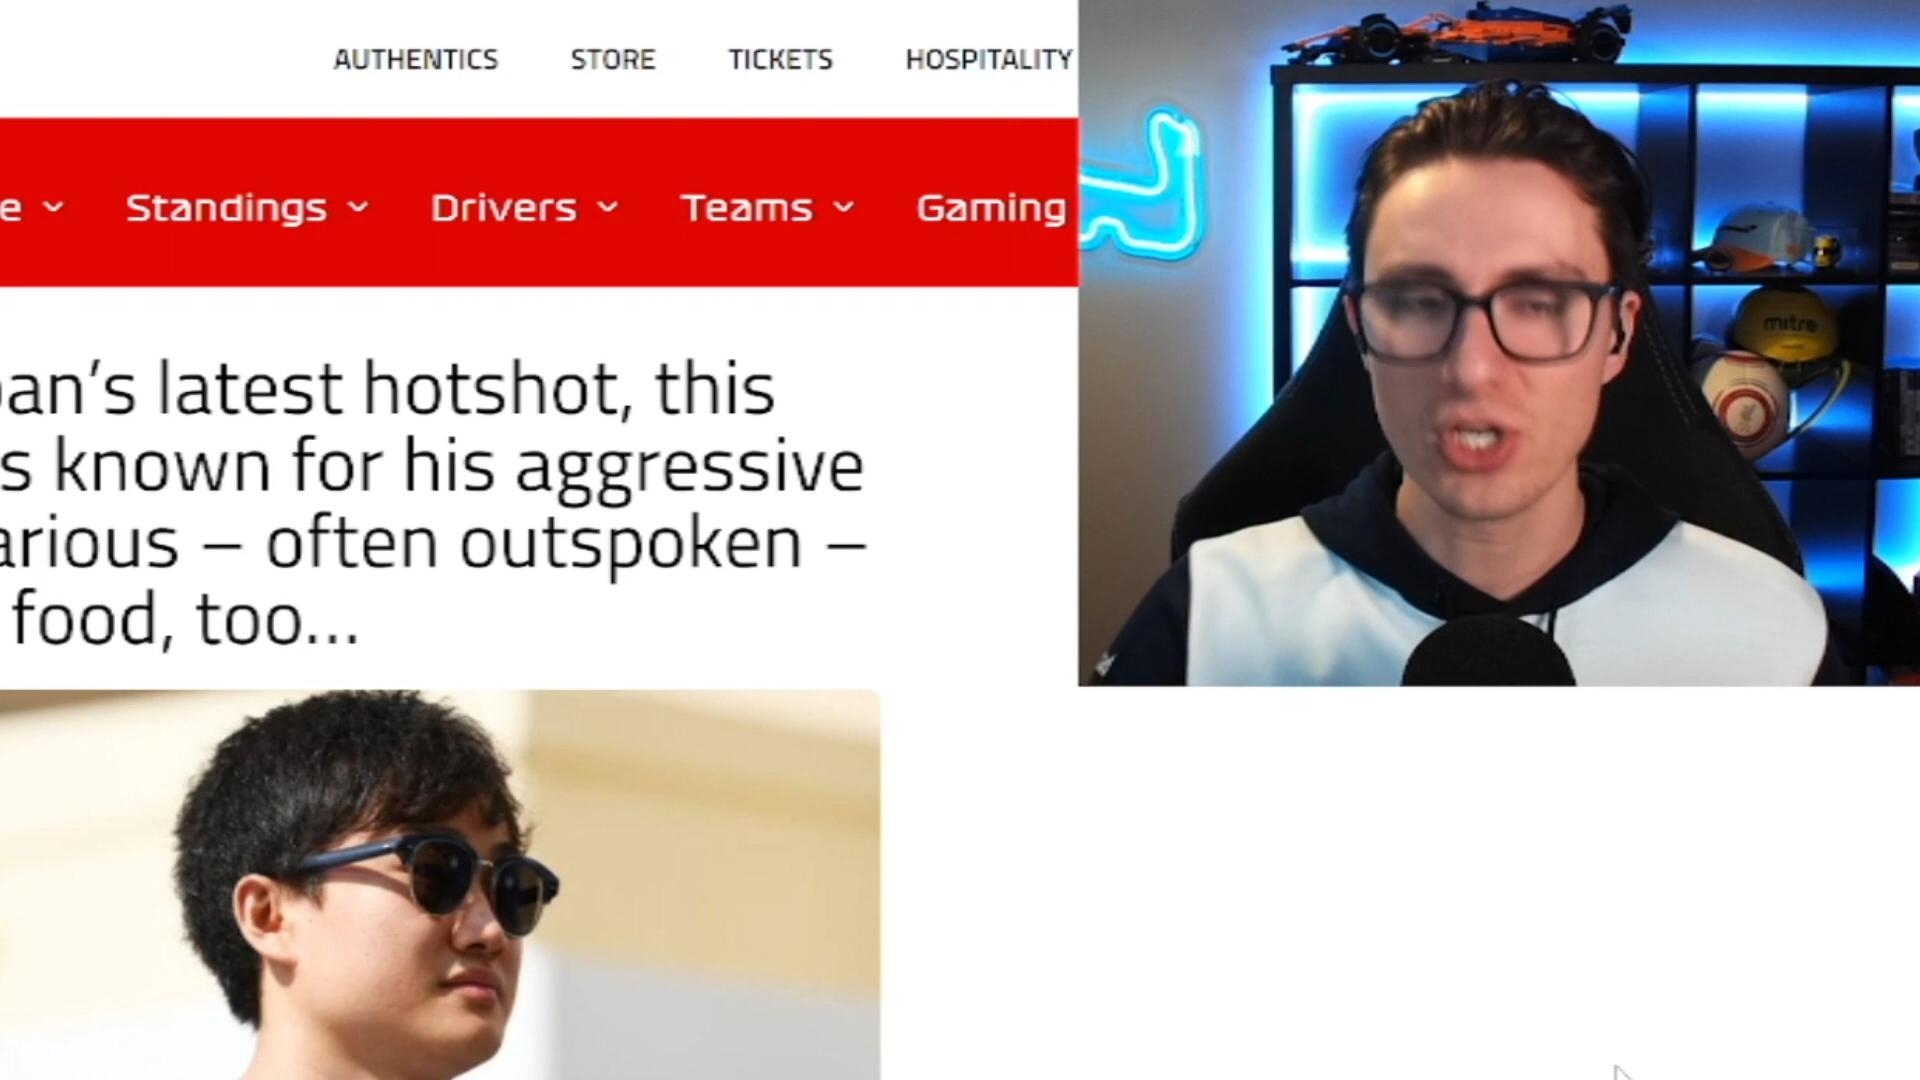 AUTHENTICS STORE TICKETS HOSPITALITY
e Standings Drivers Teams Gaming
an's latest hotshot, this
s known for his aggressive
arious – often outspoken –
food, too...
mitre